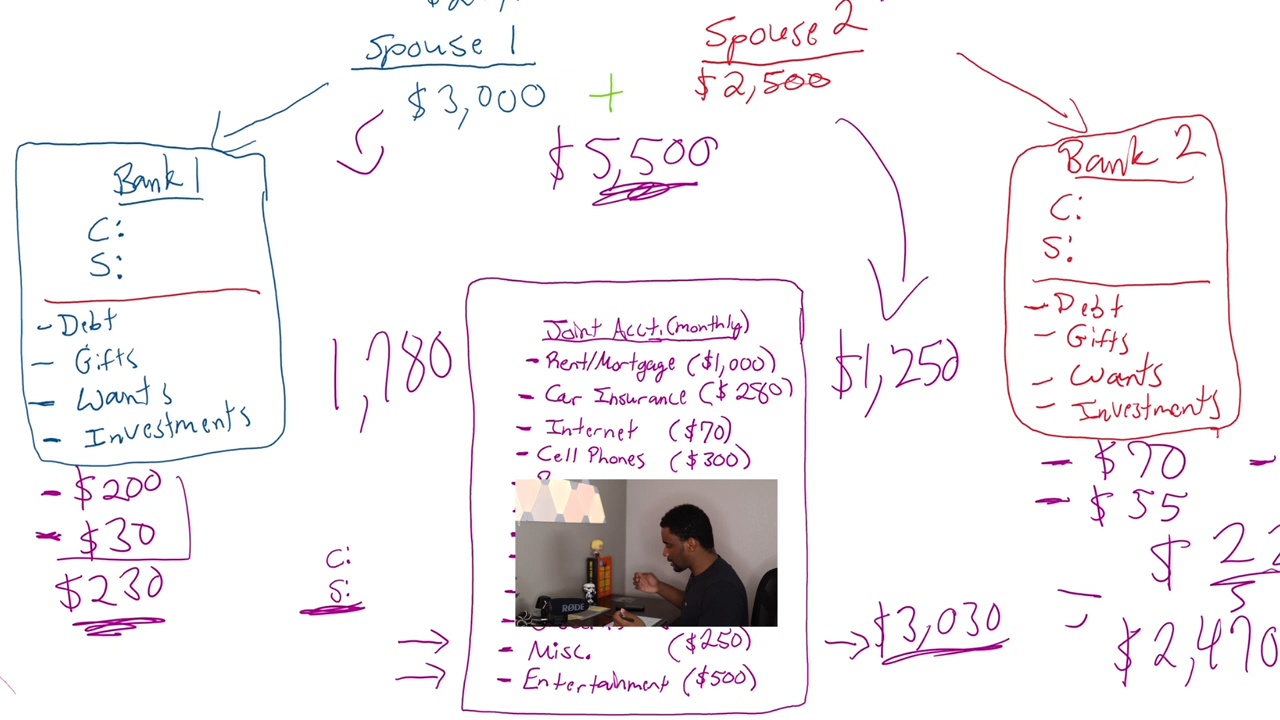 Spouse 1
$3,000
+
Spouse 2
$2,500
$5,500
Bank 1
C:
S:
- Debt
- Gifts
- Wants
- Investments
- $200
- $30
$230
1,780
C:
S:
Joint Acct. (monthly)
- Rent/Mortgage ($1,000)
- Car Insurance ($280)
- Internet ($70)
- Cell Phones ($300)
RODE
- Misc. ($250)
- Entertainment ($500)
$1,250
$3,030
Bank 2
C:
S:
- Debt
- Gifts
- Wants
- Investments
- $70
- $55
=
$2,470